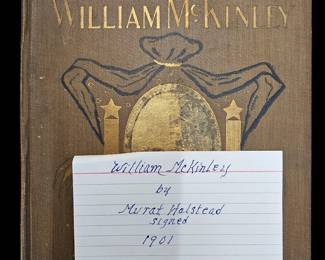 WILLIAM McKINLEY
William McKinley
by
Murat Halstead
signed
1901